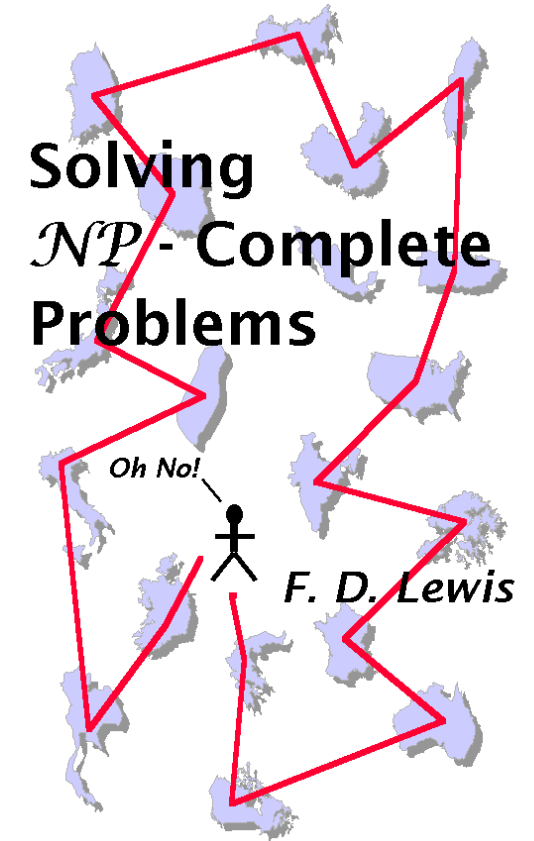 Solving
NP - Complete
Problems
Oh No!
F. D. Lewis